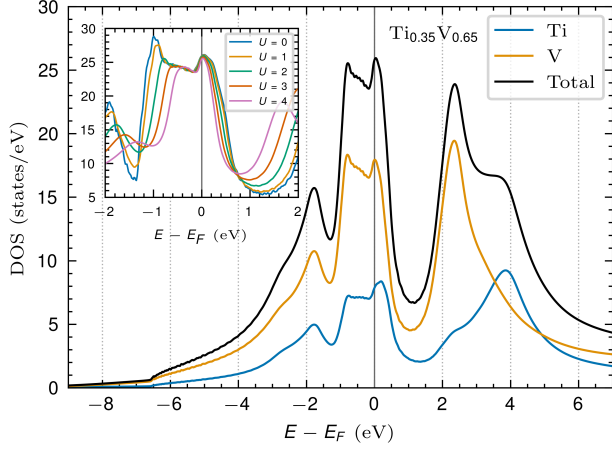 Ti0.35V0.65
Ti
V
Total
U = 0
U = 1
U = 2
U = 3
U = 4
30
25
20
15
10
5
−2 −1 0 1 2
E − EF (eV)
DOS (states/eV)
30
25
20
15
10
5
0
−8 −6 −4 −2 0 2 4 6
E − EF (eV)